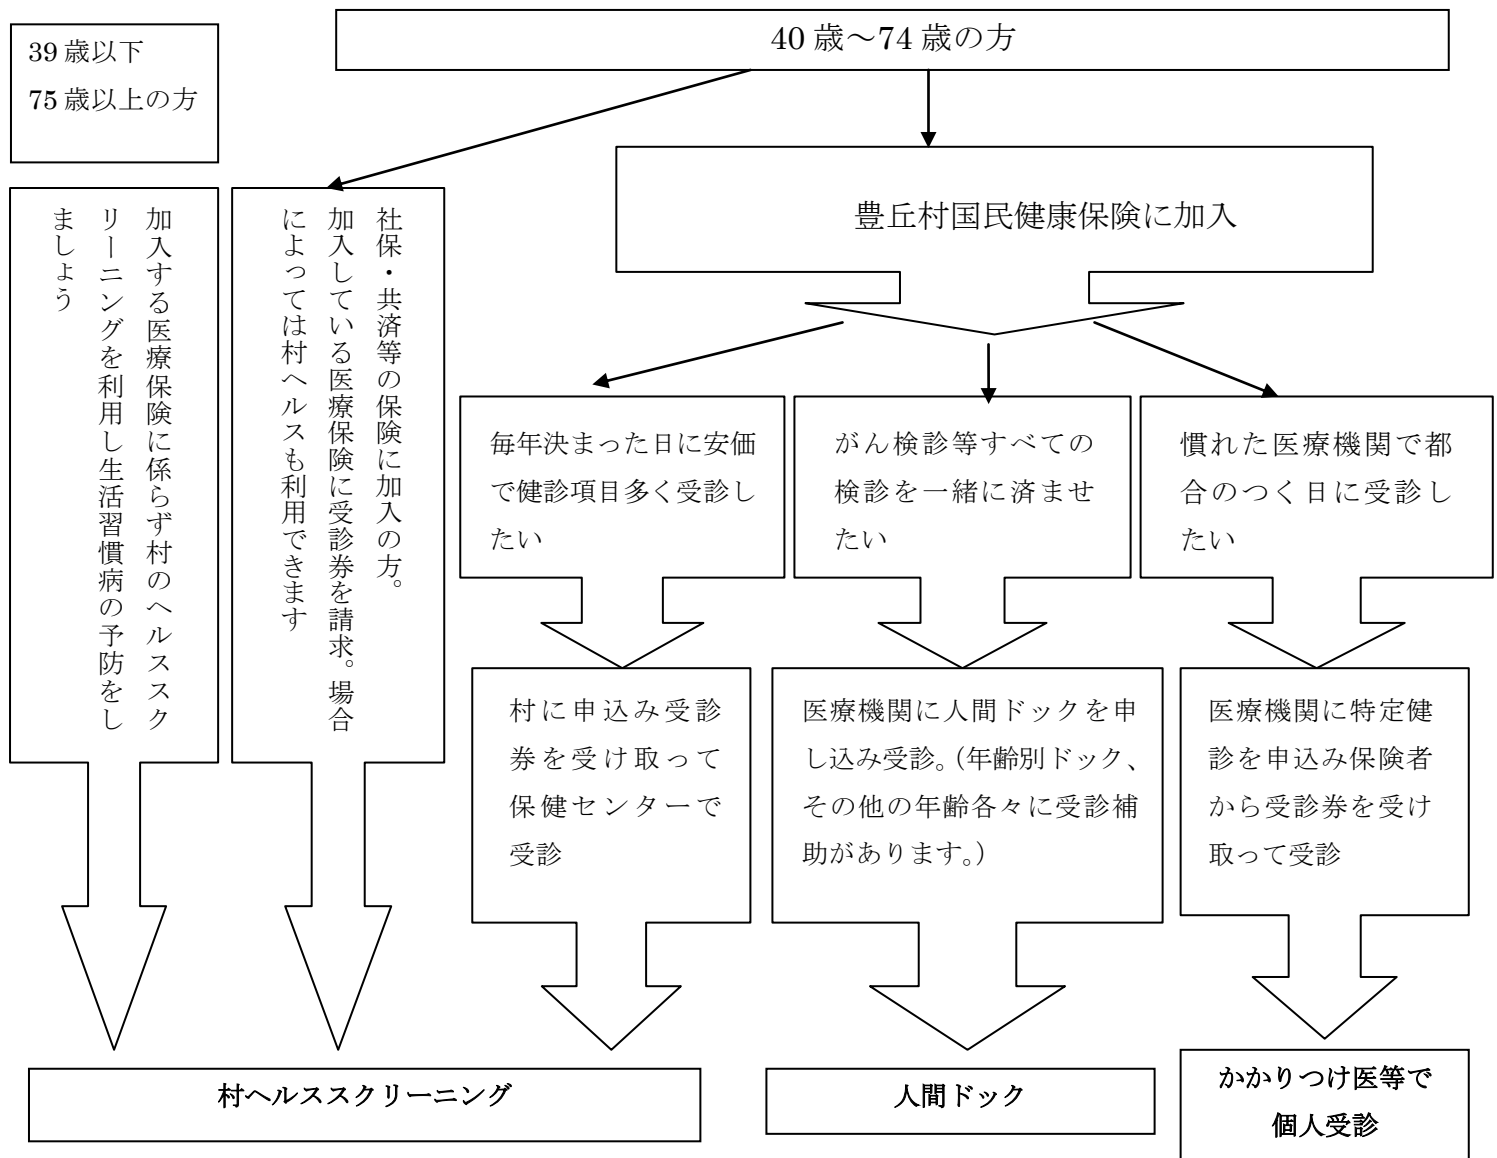 39歳以下
75歳以上の方
40歳～74歳の方
加入する医療保険に係らず村のヘルススク
リーニングを利用し生活習慣病の予防をし
ましょう
社保・共済等の保険に加入の方。
加入している医療保険に受診券を請求。場合
によっては村ヘルスも利用できます
豊丘村国民健康保険に加入
毎年決まった日に安価
で健診項目多く受診し
たい
がん検診等すべての
検診を一緒に済ませ
たい
慣れた医療機関で都
合のつく日に受診し
たい
村に申込み受診
券を受け取って
保健センターで
受診
医療機関に人間ドックを申
し込み受診。（年齢別ドック、
その他の年齢各々に受診補
助があります。）
医療機関に特定健
診を申込み保険者
から受診券を受け
取って受診
村ヘルススクリーニング
人間ドック
かかりつけ医等で
個人受診